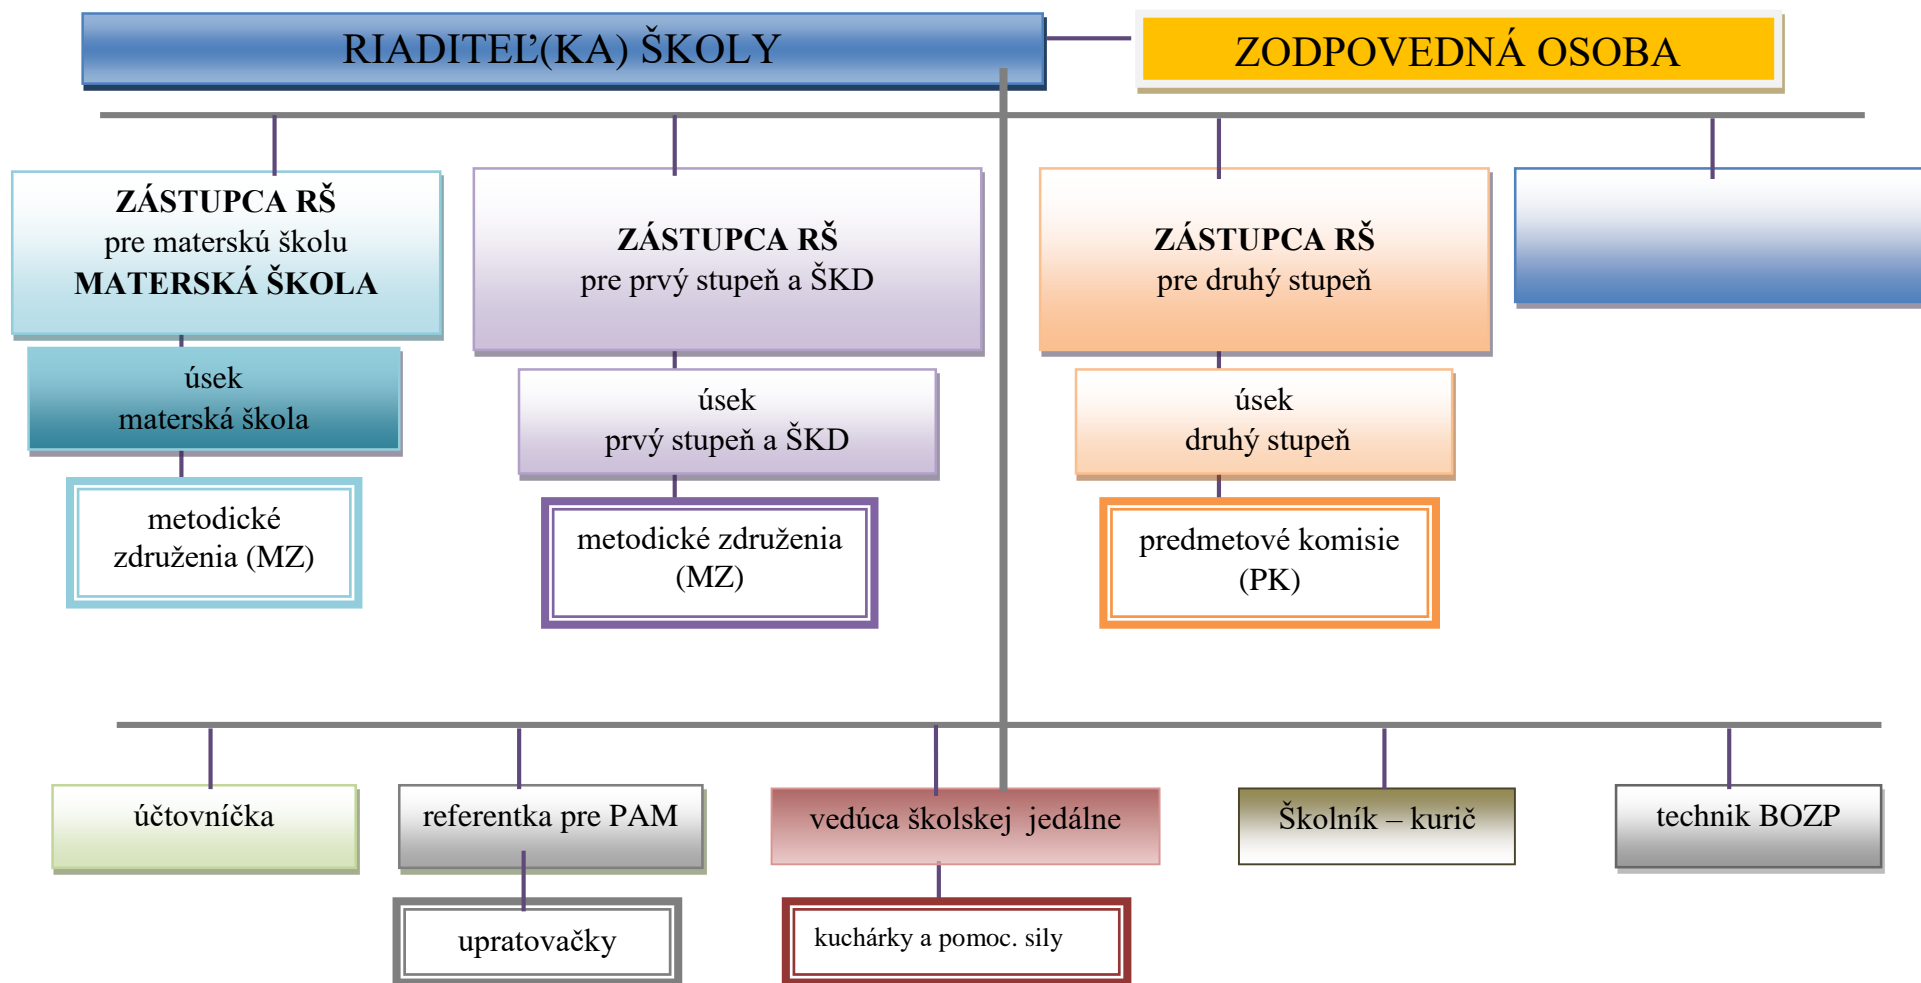 RIADITEĽ(KA) ŠKOLY
ZODPOVEDNÁ OSOBA
ZÁSTUPCA RŠ
pre materskú školu
MATERSKÁ ŠKOLA
ZÁSTUPCA RŠ
pre prvý stupeň a ŠKD
ZÁSTUPCA RŠ
pre druhý stupeň
úsek
materská škola
úsek
prvý stupeň a ŠKD
úsek
druhý stupeň
metodické
združenia (MZ)
metodické združenia
(MZ)
predmetové komisie
(PK)
účtovníčka
referentka pre PAM
vedúca školskej  jedálne
Školník – kurič
technik BOZP
upratovačky
kuchárky a pomoc. sily